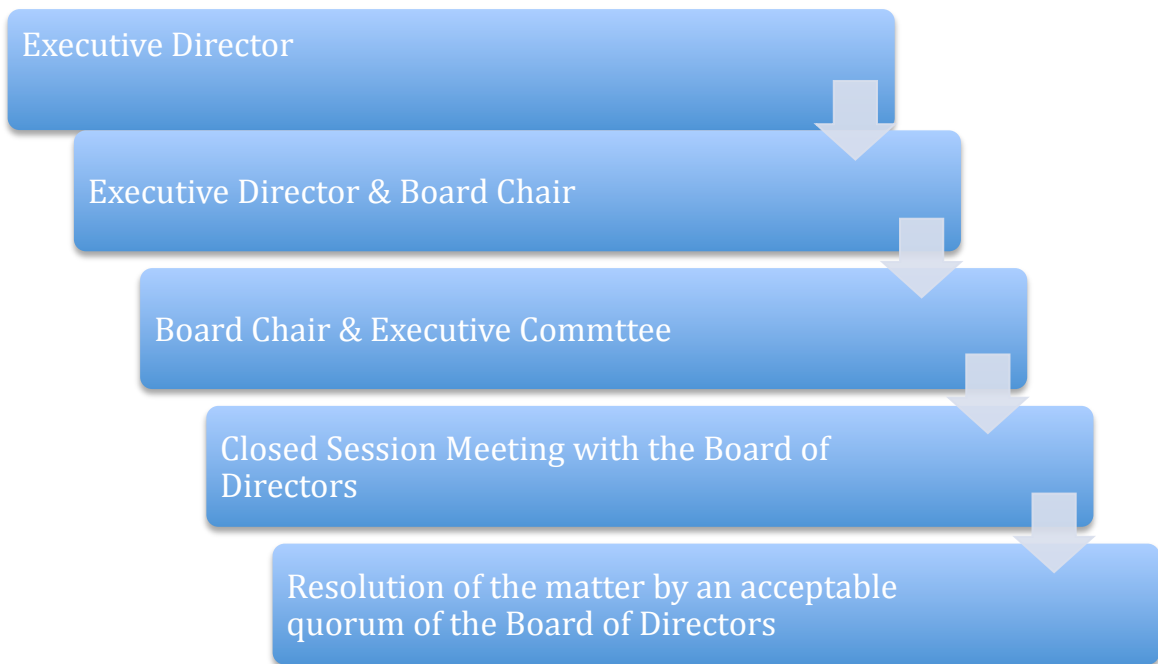 Executive Director
Executive Director & Board Chair
Board Chair & Executive Commttee
Closed Session Meeting with the Board of
Directors
Resolution of the matter by an acceptable
quorum of the Board of Directors